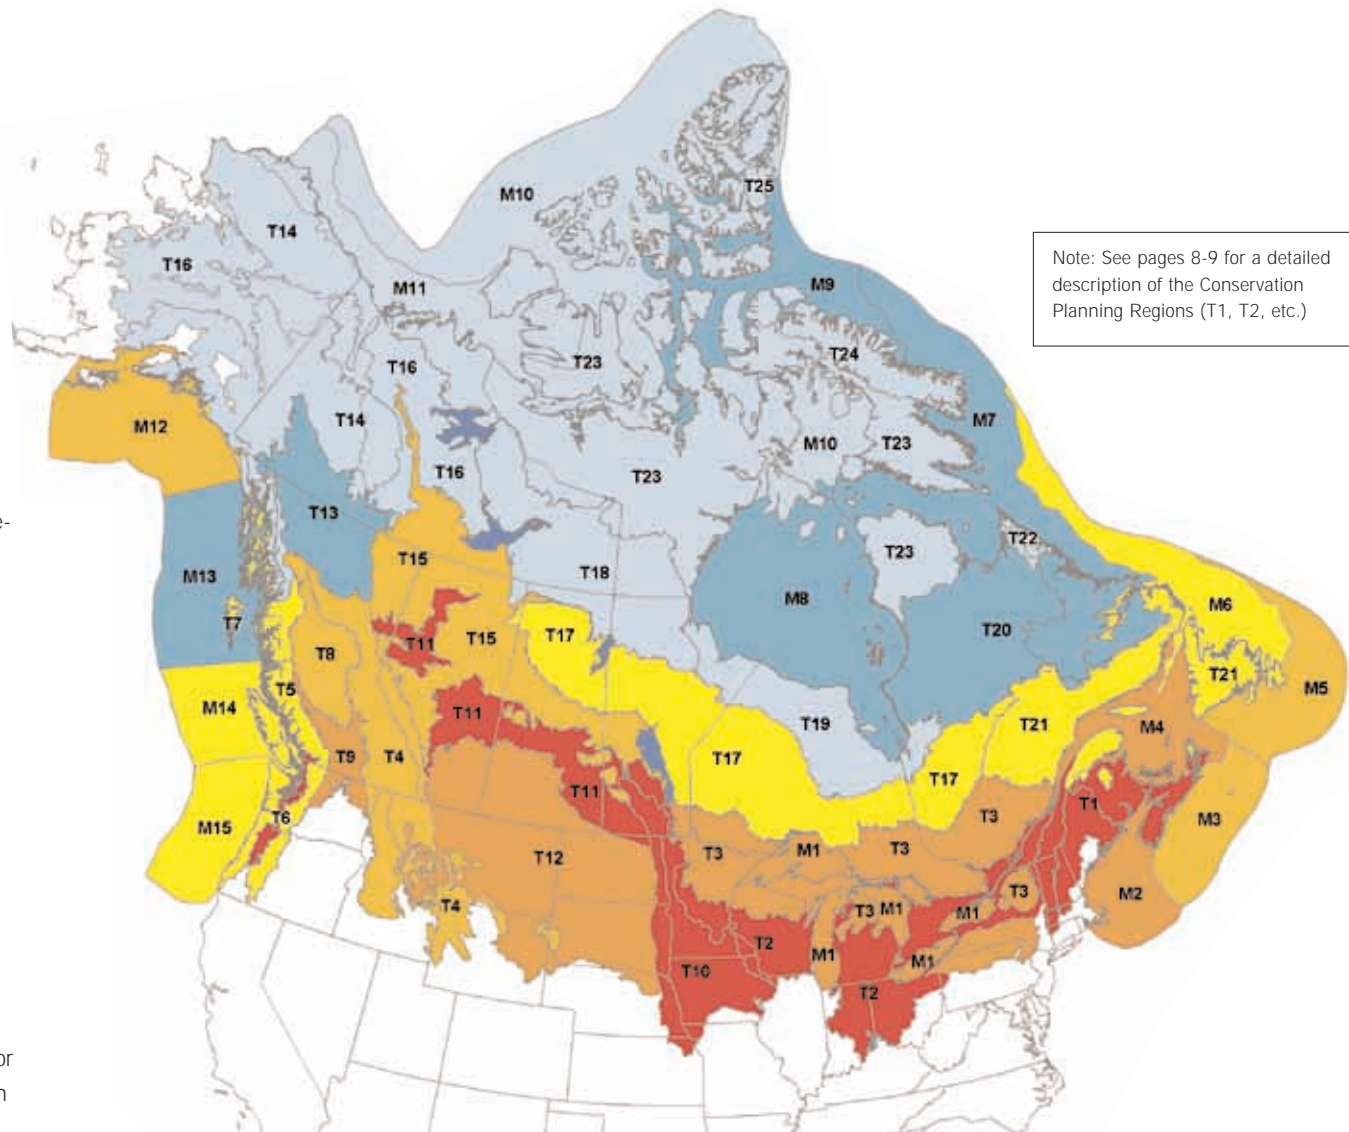 T25
M10
T14
T16
M11
M9
Note: See pages 8-9 for a detailed
description of the Conservation
Planning Regions (T1, T2, etc.)
T23
T24
T16
M12
T14
M7
M10
T23
T16
T23
T13
T22
T23
T15
T18
M13
M8
M6
T7
T20
T11
T15
T17
T8
T21
T5
M5
M14
T11
T19
T21
M4
T9
T4
T17
T17
T11
T1
T6
M15
T3
M3
T12
T3
M1
T3
T3
M2
T4
T3
M1
M1
T2
M1
M1
T10
T2
e-
or
n